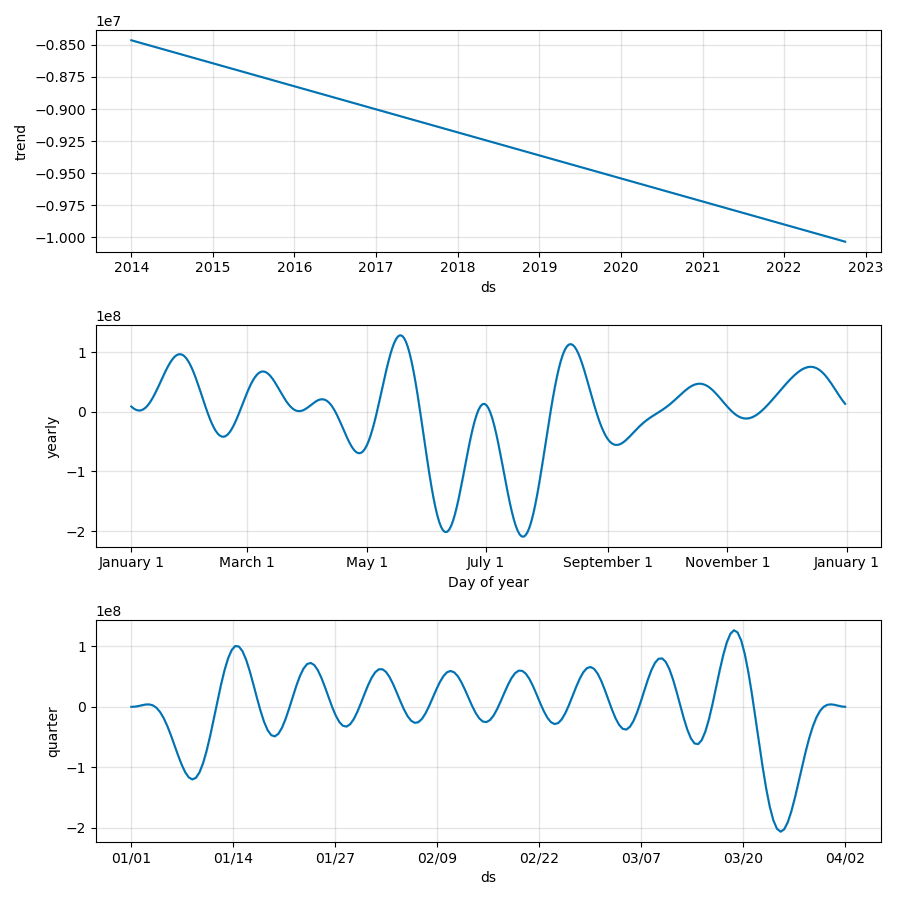 1e7
−0.850
−0.875
−0.900
−0.925
−0.950
−0.975
−1.000
trend
2014 2015 2016 2017 2018 2019 2020 2021 2022 2023
ds
1e8
1
0
−1
−2
yearly
January 1 March 1 May 1 July 1 September 1 November 1 January 1
Day of year
1e8
1
0
−1
−2
quarter
01/01 01/14 01/27 02/09 02/22 03/07 03/20 04/02
ds